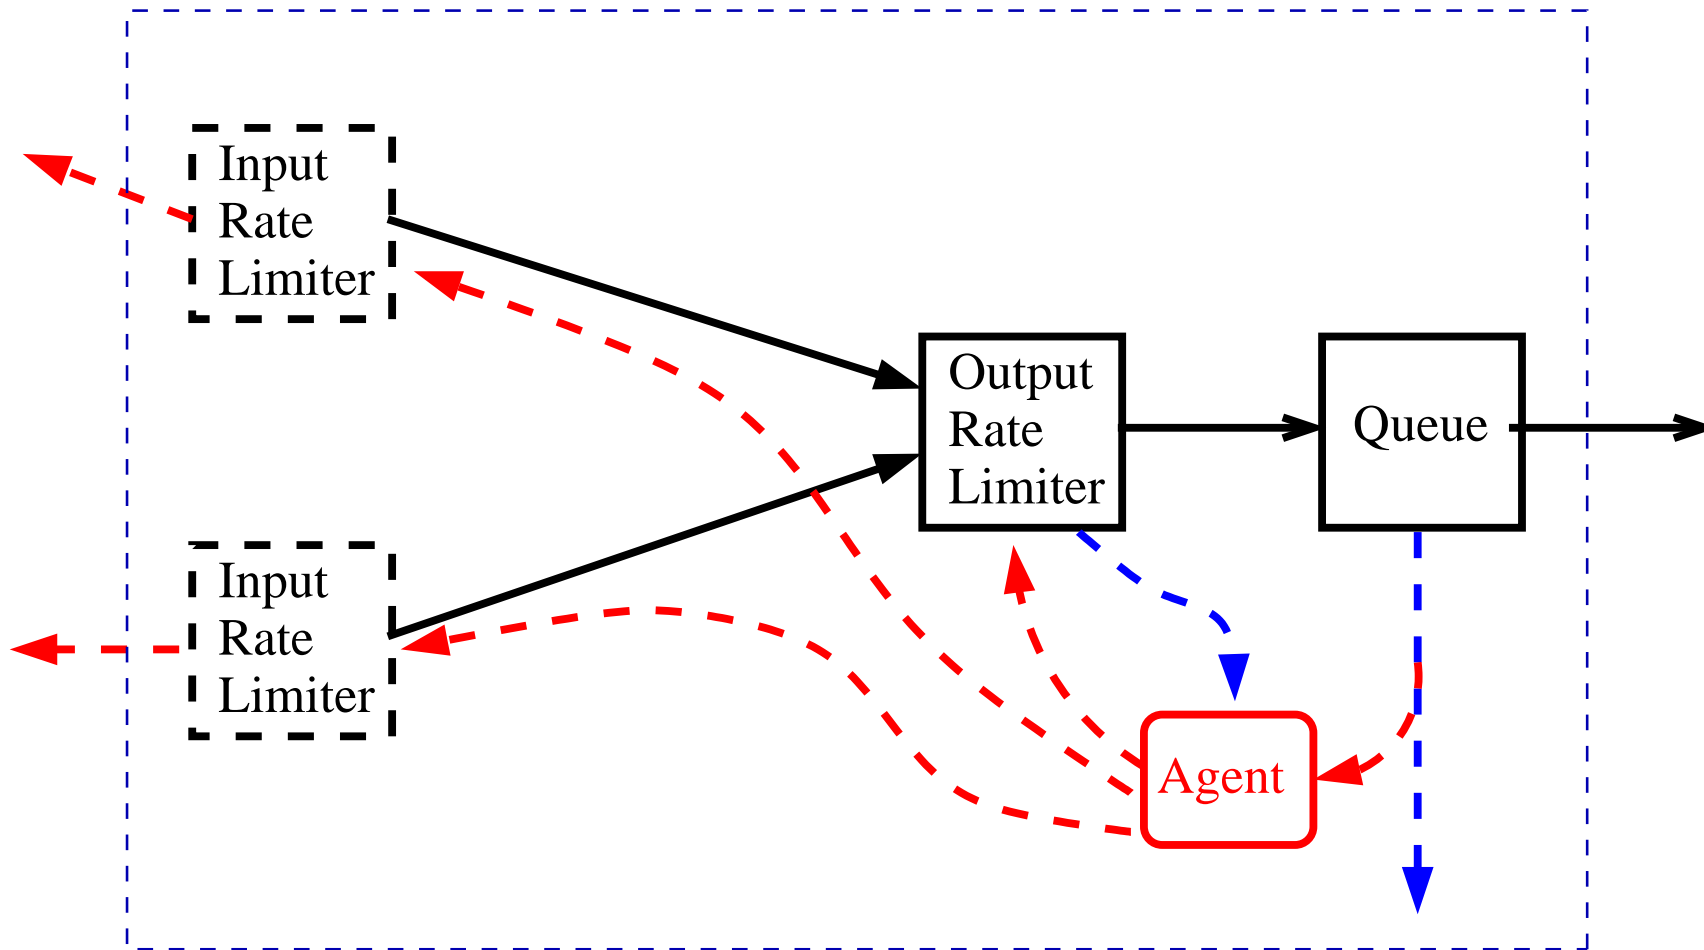 Input
Rate
Limiter
Output
Rate
Limiter
Queue
Input
Rate
Limiter
Agent